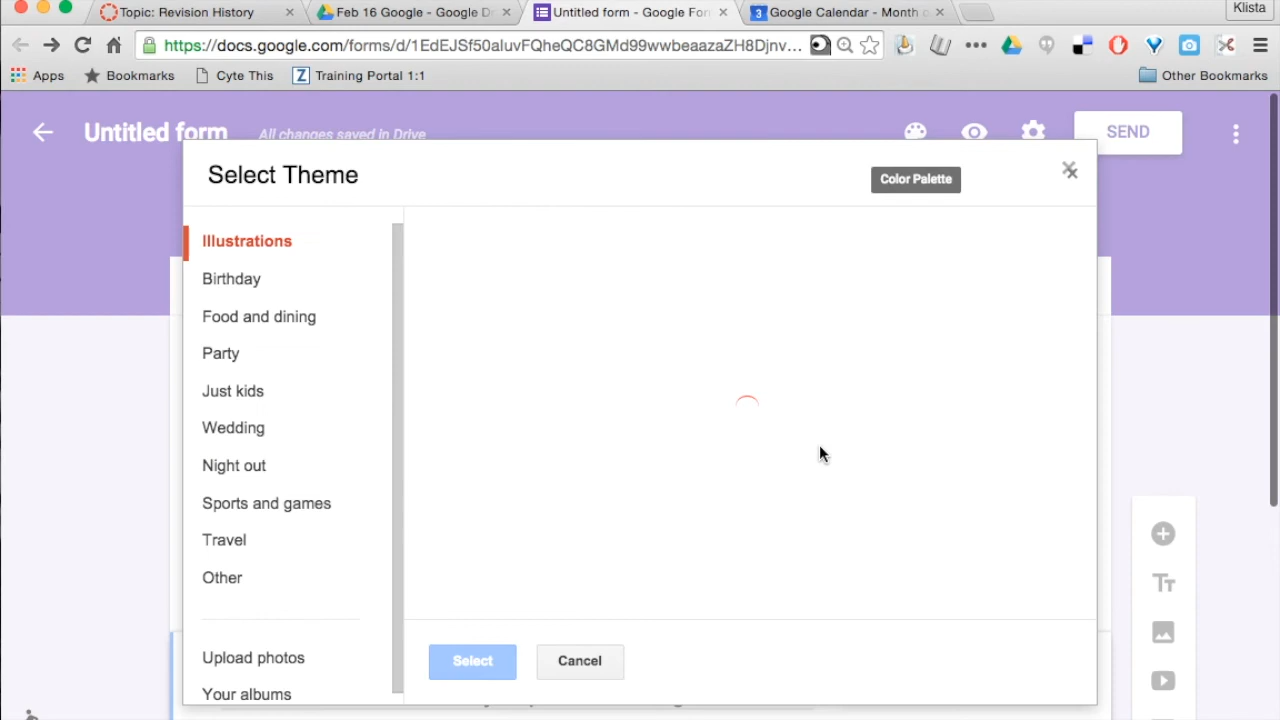 Topic: Revision History
Feb 16 Google - Google Dr
Untitled form - Google For
3 Google Calendar - Month o
Klista
https://docs.google.com/forms/d/1EdEJSf50aluvFQheQC8GMd99wwbeaazaZH8Djnv...
Apps
Bookmarks
Cyte This
Z Training Portal 1:1
Other Bookmarks
Untitled form
All changes saved in Drive
SEND
Select Theme
Color Palette
Illustrations
Birthday
Food and dining
Party
Just kids
Wedding
Night out
Sports and games
Travel
Other
Upload photos
Your albums
Select
Cancel
Tт